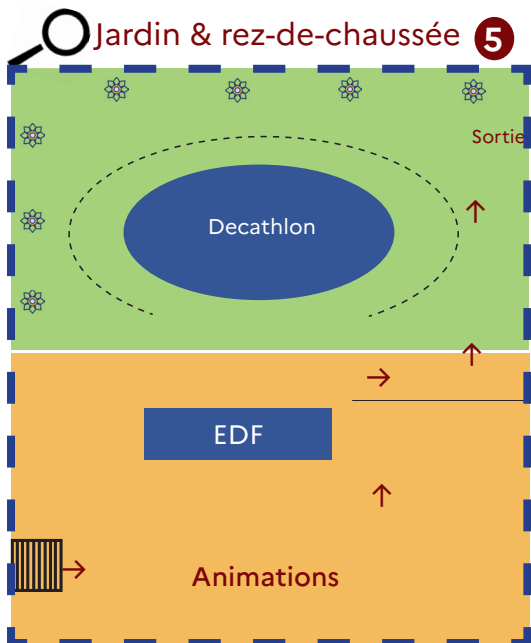 Jardin & rez-de-chaussée 5
Sortie
Decathlon
EDF
Animations